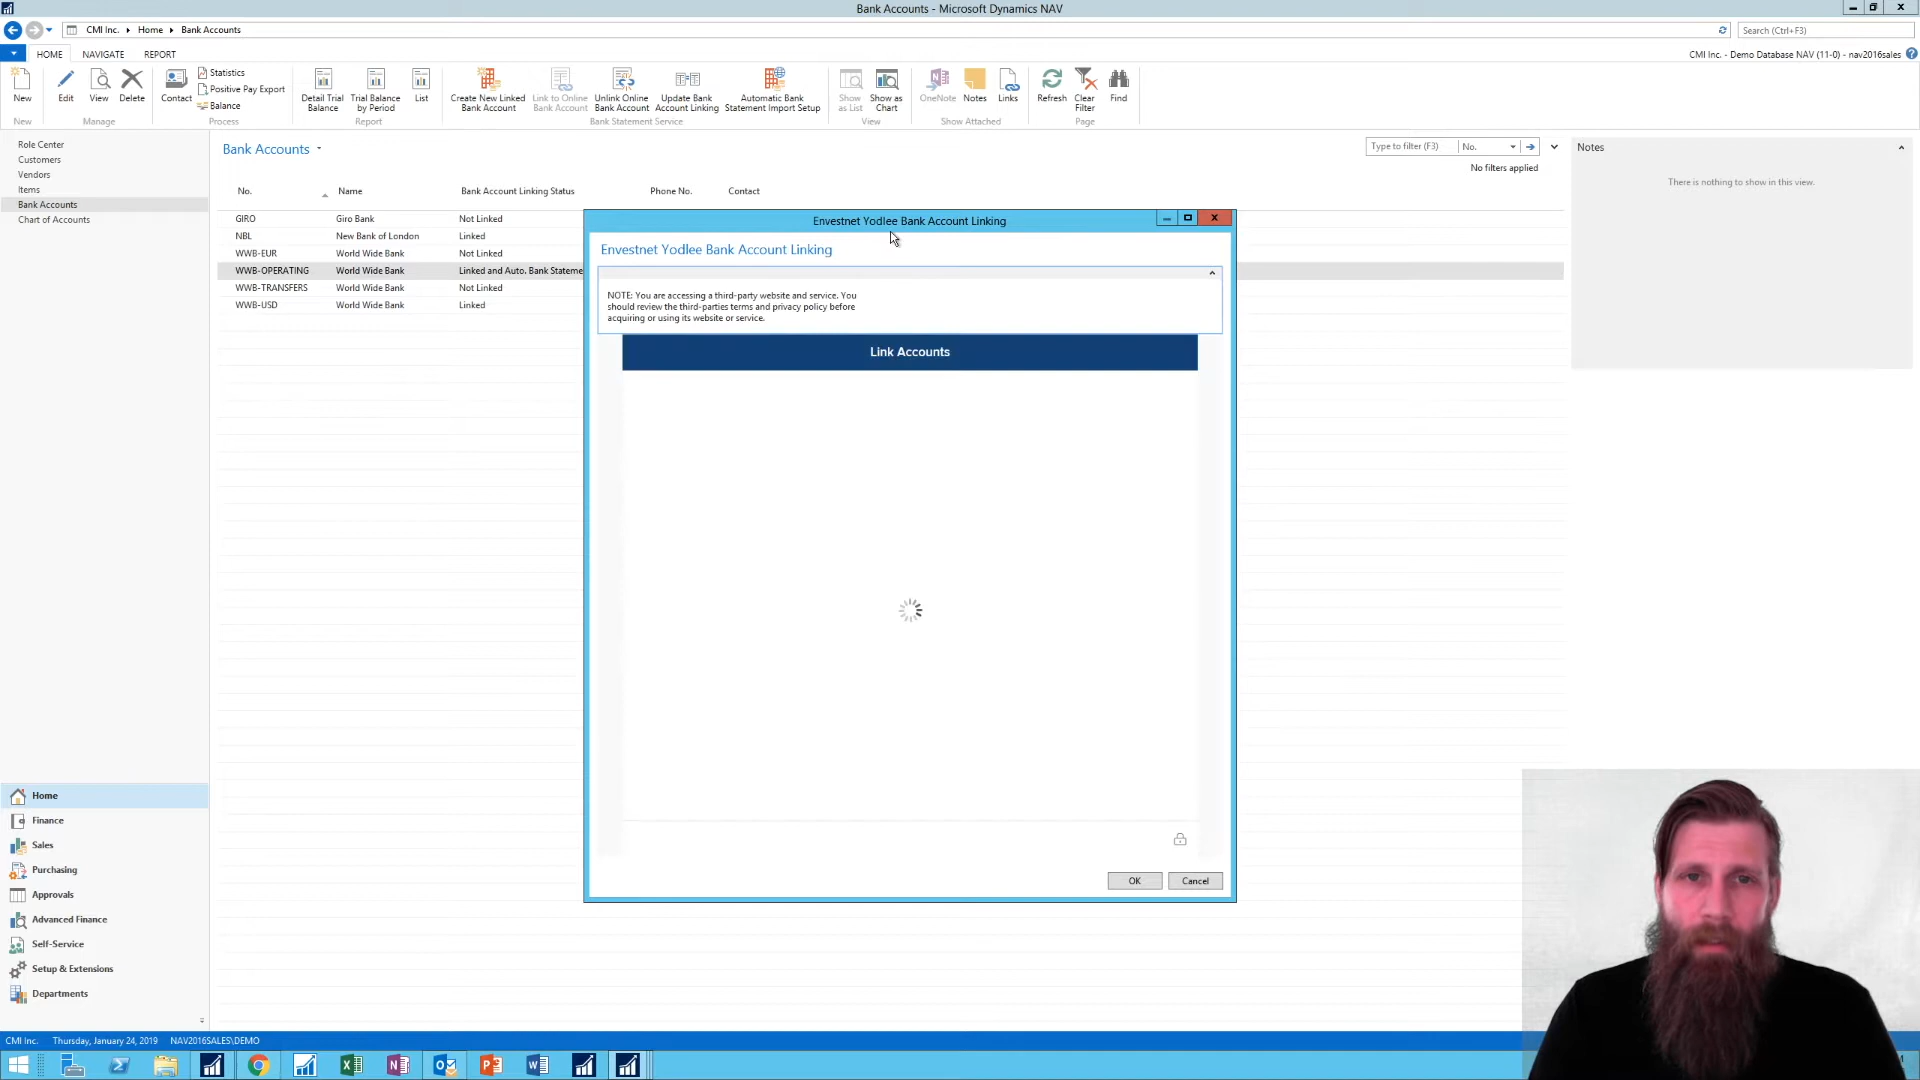 Bank Accounts - Microsoft Dynamics NAV
CMI Inc. Home Bank Accounts
Search (Ctrl+F3)
HOME NAVIGATE REPORT
CMI Inc. - Demo Database NAV (11-0) - nav2016sales
New
Edit
View
Delete
Contact
Statistics
Positive Pay Export
Balance
Detail Trial Balance
Trial Balance by Period
List
Create New Linked Bank Account
Link to Online Bank Account
Unlink Online Bank Account
Update Bank Account Linking
Automatic Bank Statement Import Setup
Show as List
Show as Chart
OneNote
Notes
Links
Refresh
Clear Filter
Find
New Manage Process Report Bank Statement Service View Show Attached Page
Role Center
Customers
Vendors
Items
Bank Accounts
Chart of Accounts
Bank Accounts
Type to filter (F3) No.
No filters applied
No. Name Bank Account Linking Status Phone No. Contact
GIRO Giro Bank Not Linked
NBL New Bank of London Linked
WWB-EUR World Wide Bank Not Linked
WWB-OPERATING World Wide Bank Linked and Auto. Bank Stateme
WWB-TRANSFERS World Wide Bank Not Linked
WWB-USD World Wide Bank Linked
Notes
There is nothing to show in this view.
Envestnet Yodlee Bank Account Linking
Envestnet Yodlee Bank Account Linking
NOTE: You are accessing a third-party website and service. You
should review the third-parties terms and privacy policy before
acquiring or using its website or service.
Link Accounts
OK Cancel
Home
Finance
Sales
Purchasing
Approvals
Advanced Finance
Self-Service
Setup & Extensions
Departments
CMI Inc. Thursday, January 24, 2019 NAV2016SALES\DEMO